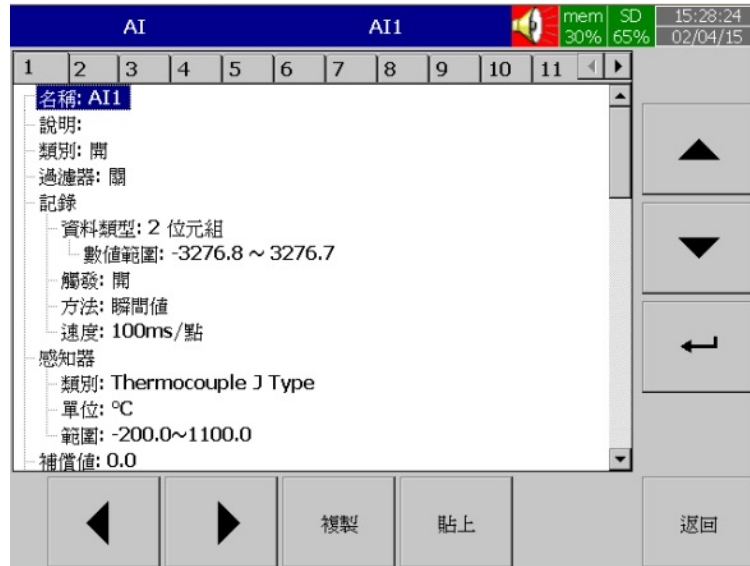 AI AI1 mem SD 15:28:24
30% 65% 02/04/15
1 2 3 4 5 6 7 8 9 10 11
名稱: AI1
說明:
類別: 開
過濾器: 關
記錄
資料類型: 2 位元組
數值範圍: -3276.8 ~ 3276.7
觸發: 開
方法: 瞬間值
速度: 100ms/點
感知器
類別: Thermocouple J Type
單位: °C
範圍: -200.0~1100.0
補償值: 0.0
複製 貼上 返回